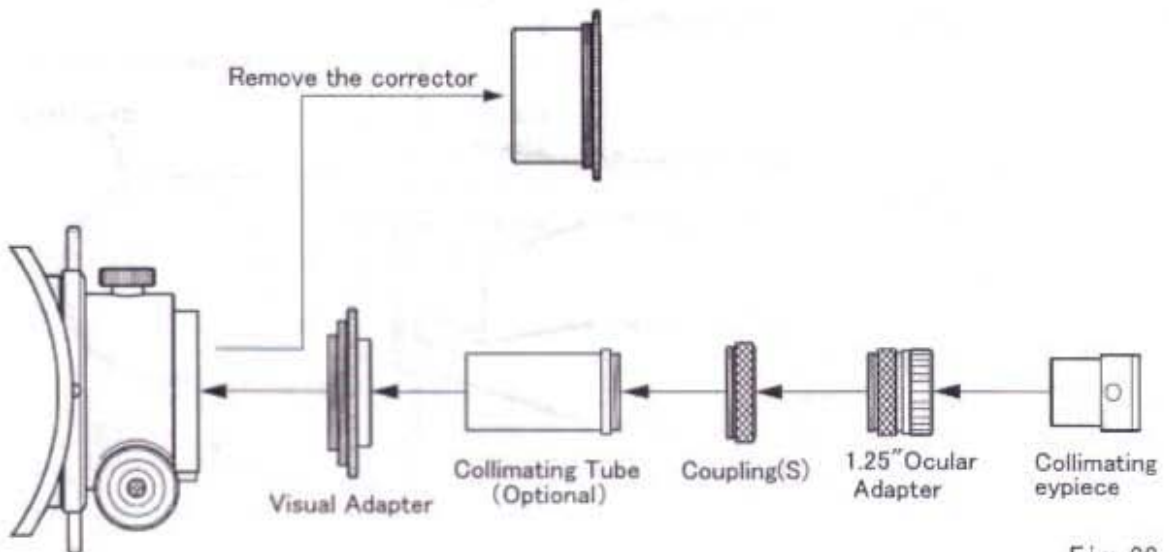 Remove the corrector
Visual Adapter
Collimating Tube
(Optional)
Coupling(S)
1.25"Ocular
Adapter
Collimating
eypiece